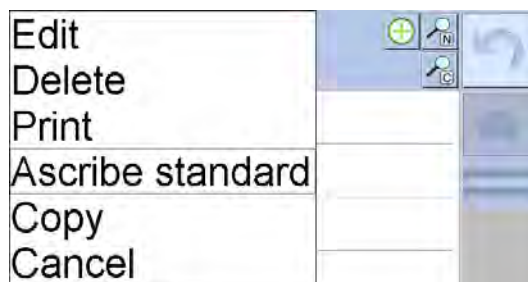 Edit
Delete
Print
Ascribe standard
Copy
Cancel
N
C